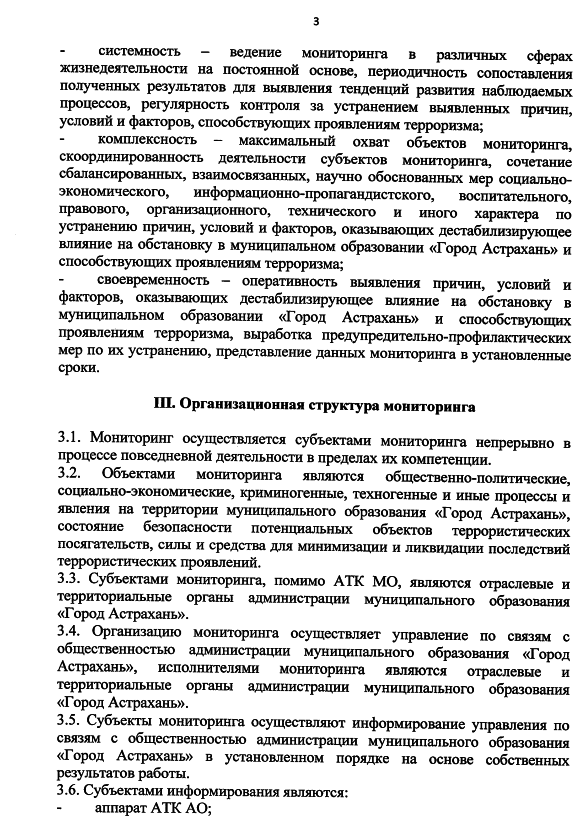 3
- системность – ведение мониторинга в различных сферах
жизнедеятельности на постоянной основе, периодичность сопоставления
полученных результатов для выявления тенденций развития наблюдаемых
процессов, регулярность контроля за устранением выявленных причин,
условий и факторов, способствующих проявлениям терроризма;
- комплексность – максимальный охват объектов мониторинга,
скоординированность деятельности субъектов мониторинга, сочетание
сбалансированных, взаимосвязанных, научно обоснованных мер социально-
экономического, информационно-пропагандистского, воспитательного,
правового, организационного, технического и иного характера по
устранению причин, условий и факторов, оказывающих дестабилизирующее
влияние на обстановку в муниципальном образовании «Город Астрахань» и
способствующих проявлениям терроризма;
- своевременность – оперативность выявления причин, условий и
факторов, оказывающих дестабилизирующее влияние на обстановку в
муниципальном образовании «Город Астрахань» и способствующих
проявлениям терроризма, выработка предупредительно-профилактических
мер по их устранению, представление данных мониторинга в установленные
сроки.
III. Организационная структура мониторинга
3.1. Мониторинг осуществляется субъектами мониторинга непрерывно в
процессе повседневной деятельности в пределах их компетенции.
3.2. Объектами мониторинга являются общественно-политические,
социально-экономические, криминогенные, техногенные и иные процессы и
явления на территории муниципального образования «Город Астрахань»,
состояние безопасности потенциальных объектов террористических
посягательств, силы и средства для минимизации и ликвидации последствий
террористических проявлений.
3.3. Субъектами мониторинга, помимо АТК МО, являются отраслевые и
территориальные органы администрации муниципального образования
«Город Астрахань».
3.4. Организацию мониторинга осуществляет управление по связям с
общественностью администрации муниципального образования «Город
Астрахань», исполнителями мониторинга являются отраслевые и
территориальные органы администрации муниципального образования
«Город Астрахань».
3.5. Субъекты мониторинга осуществляют информирование управления по
связям с общественностью администрации муниципального образования
«Город Астрахань» в установленном порядке на основе собственных
результатов работы.
3.6. Субъектами информирования являются:
- аппарат АТК АО;